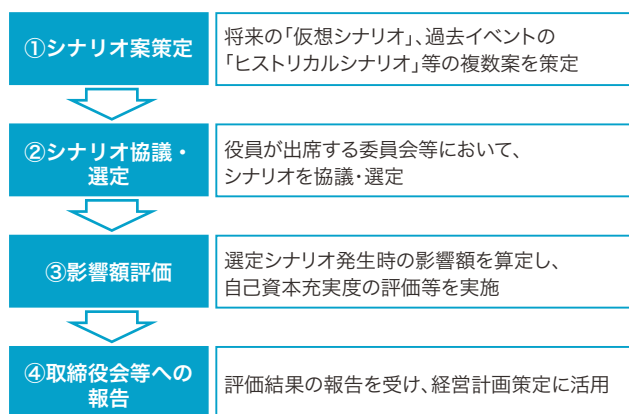 ①シナリオ案策定
将来の「仮想シナリオ」、過去イベントの
「ヒストリカルシナリオ」等の複数案を策定
②シナリオ協議・
選定
役員が出席する委員会等において、
シナリオを協議・選定
③影響額評価
選定シナリオ発生時の影響額を算定し、
自己資本充実度の評価等を実施
④取締役会等への
報告
評価結果の報告を受け、経営計画策定に活用